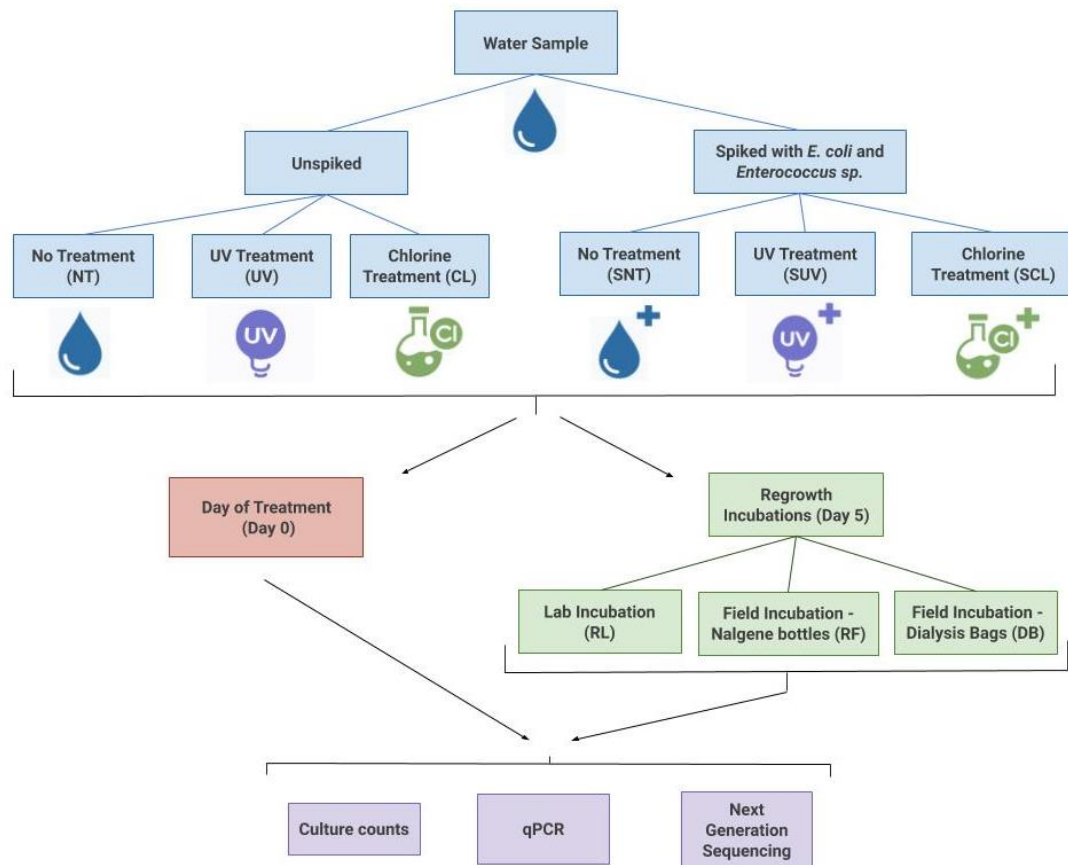 Water Sample
Unspiked
Spiked with E. coli and
Enterococcus sp.
No Treatment
(NT)
UV Treatment
(UV)
Chlorine
Treatment (CL)
No Treatment
(SNT)
UV Treatment
(SUV)
Chlorine
Treatment (SCL)
UV
Cl
UV
Cl
Day of Treatment
(Day 0)
Regrowth
Incubations (Day 5)
Lab Incubation
(RL)
Field Incubation -
Nalgene bottles (RF)
Field Incubation -
Dialysis Bags (DB)
Culture counts
qPCR
Next
Generation
Sequencing